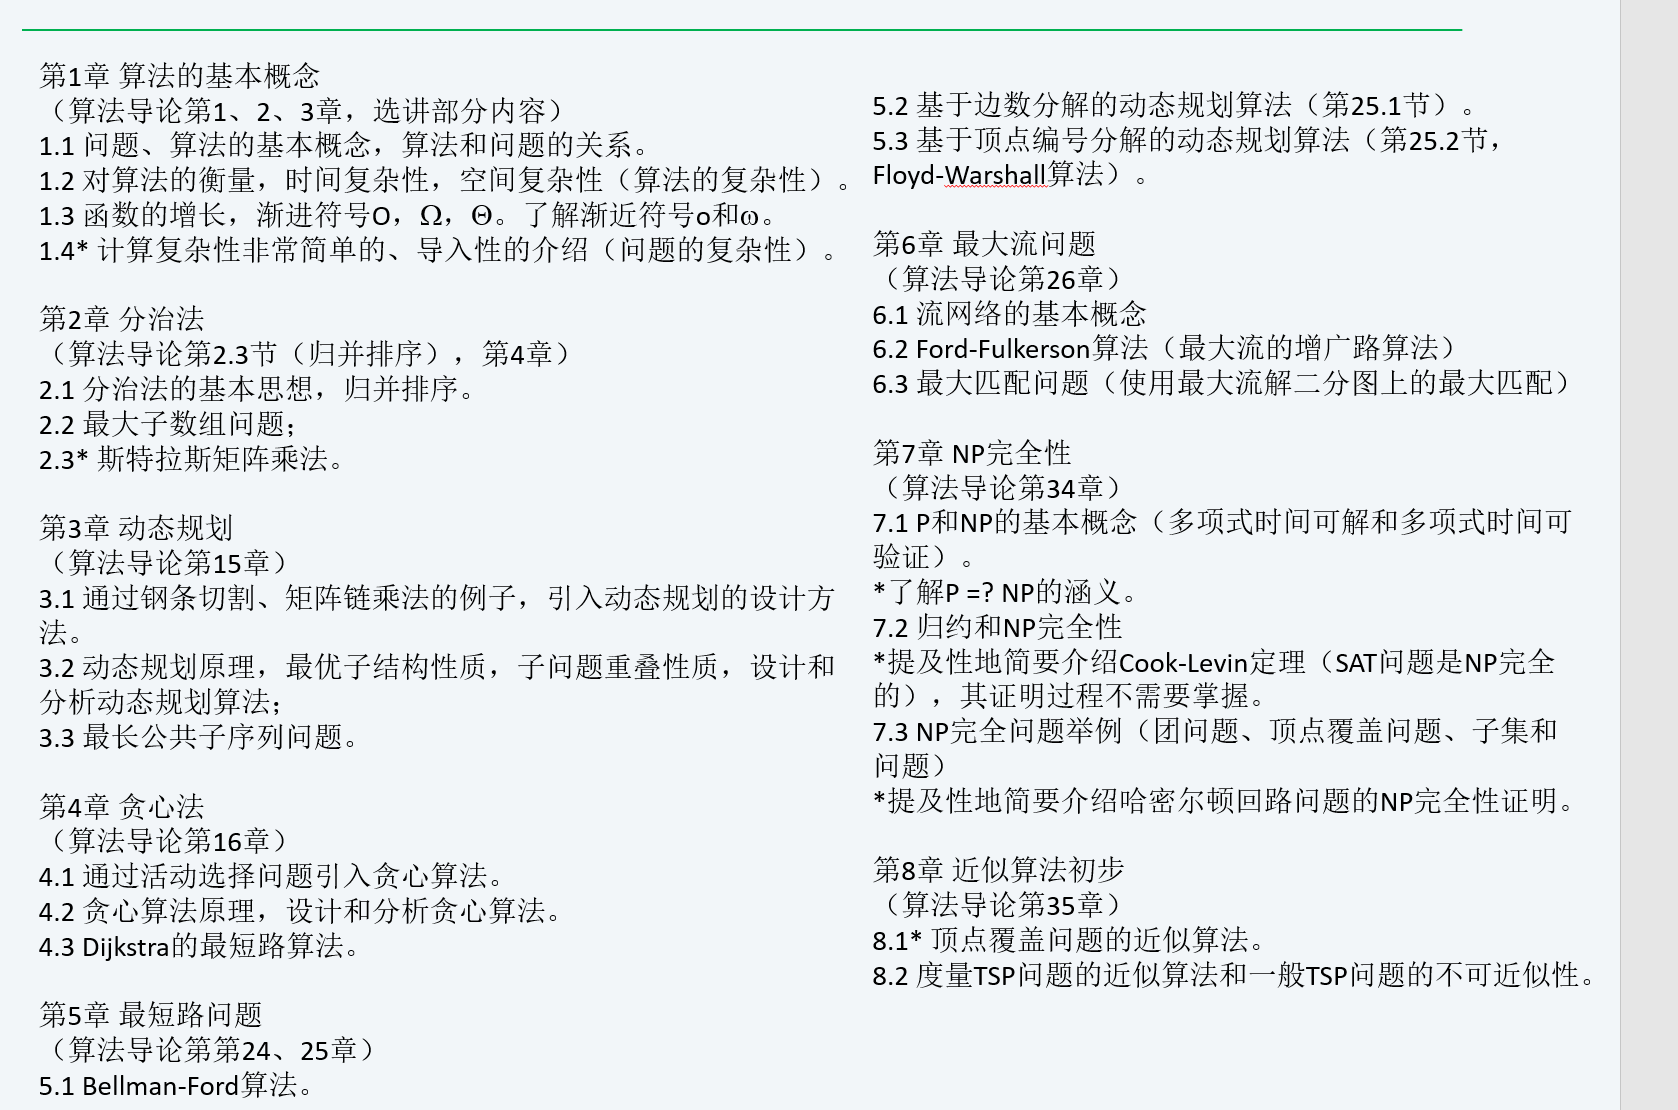 第1章 算法的基本概念
（算法导论第1、2、3章，选讲部分内容）
1.1 问题、算法的基本概念，算法和问题的关系。
1.2 对算法的衡量，时间复杂性，空间复杂性（算法的复杂性）。
1.3 函数的增长，渐进符号O，Ω，Θ。了解渐近符号o和ω。
1.4* 计算复杂性非常简单的、导入性的介绍（问题的复杂性）。
第2章 分治法
（算法导论第2.3节（归并排序），第4章）
2.1 分治法的基本思想，归并排序。
2.2 最大子数组问题；
2.3* 斯特拉斯矩阵乘法。
第3章 动态规划
（算法导论第15章）
3.1 通过钢条切割、矩阵链乘法的例子，引入动态规划的设计方
法。
3.2 动态规划原理，最优子结构性质，子问题重叠性质，设计和
分析动态规划算法；
3.3 最长公共子序列问题。
第4章 贪心法
（算法导论第16章）
4.1 通过活动选择问题引入贪心算法。
4.2 贪心算法原理，设计和分析贪心算法。
4.3 Dijkstra的最短路算法。
第5章 最短路问题
（算法导论第第24、25章）
5.1 Bellman-Ford算法。
5.2 基于边数分解的动态规划算法（第25.1节）。
5.3 基于顶点编号分解的动态规划算法（第25.2节，
Floyd-Warshall算法）。
第6章 最大流问题
（算法导论第26章）
6.1 流网络的基本概念
6.2 Ford-Fulkerson算法（最大流的增广路算法）
6.3 最大匹配问题（使用最大流解二分图上的最大匹配）
第7章 NP完全性
（算法导论第34章）
7.1 P和NP的基本概念（多项式时间可解和多项式时间可
验证）。
*了解P =? NP的涵义。
7.2 归约和NP完全性
*提及性地简要介绍Cook-Levin定理（SAT问题是NP完全
的），其证明过程不需要掌握。
7.3 NP完全问题举例（团问题、顶点覆盖问题、子集和
问题）
*提及性地简要介绍哈密尔顿回路问题的NP完全性证明。
第8章 近似算法初步
（算法导论第35章）
8.1* 顶点覆盖问题的近似算法。
8.2 度量TSP问题的近似算法和一般TSP问题的不可近似性。